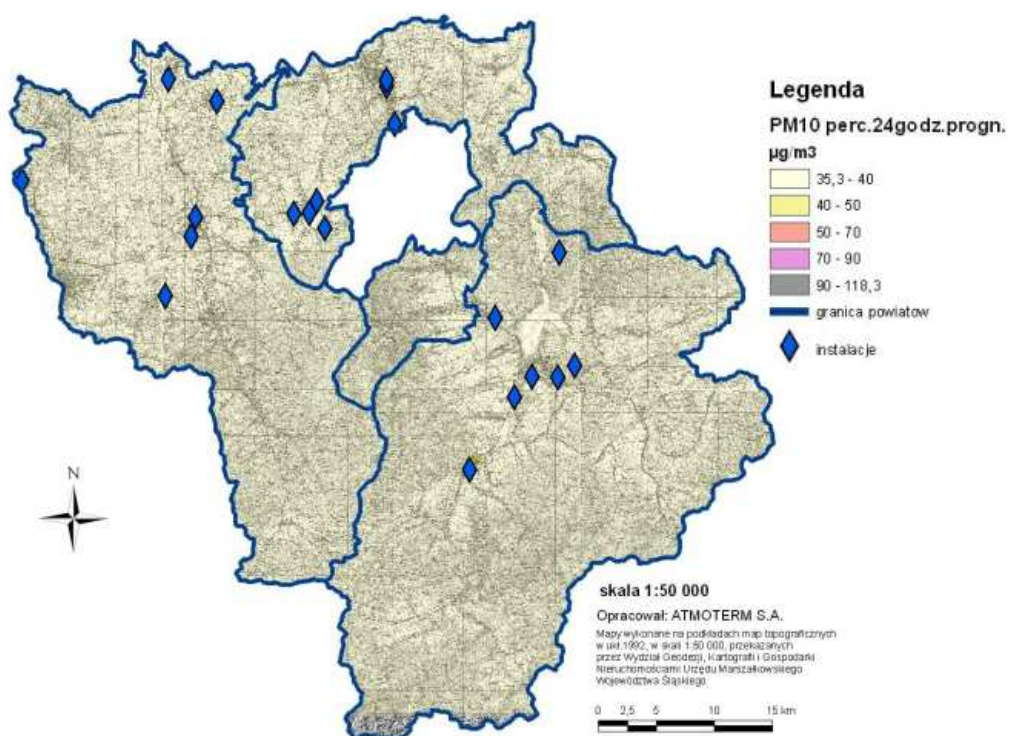 Legenda
PM10 perc.24godz.progn.
µg/m3
35,3 - 40
40 - 50
50 - 70
70 - 90
90 - 118,3
granica powiatow
instalacje
N
skala 1:50 000
Opracował: ATMOTERM S.A.
Mapy wykonane na podkładach map topograficznych
w ukł.1992, w skali 1:50 000, przekazanych
przez Wydział Geodezji, Kartografii i Gospodarki
Nieruchomościami Urzędu Marszałkowskiego
Województwa Śląskiego
0 2,5 5 10 15 km